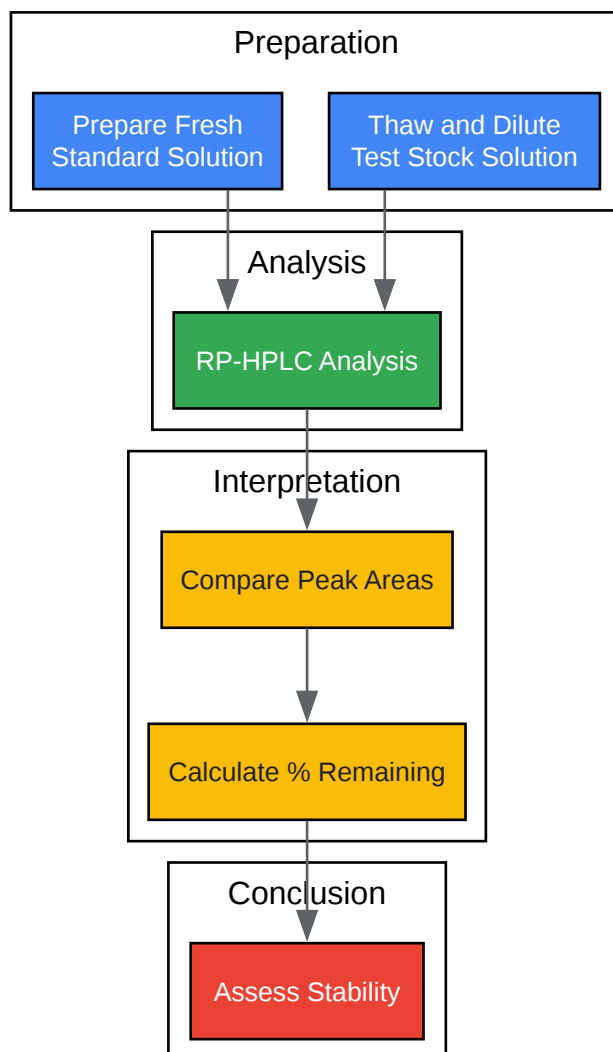 Preparation
Prepare Fresh
Standard Solution
Thaw and Dilute
Test Stock Solution
Analysis
RP-HPLC Analysis
Interpretation
Compare Peak Areas
Calculate % Remaining
Conclusion
Assess Stability